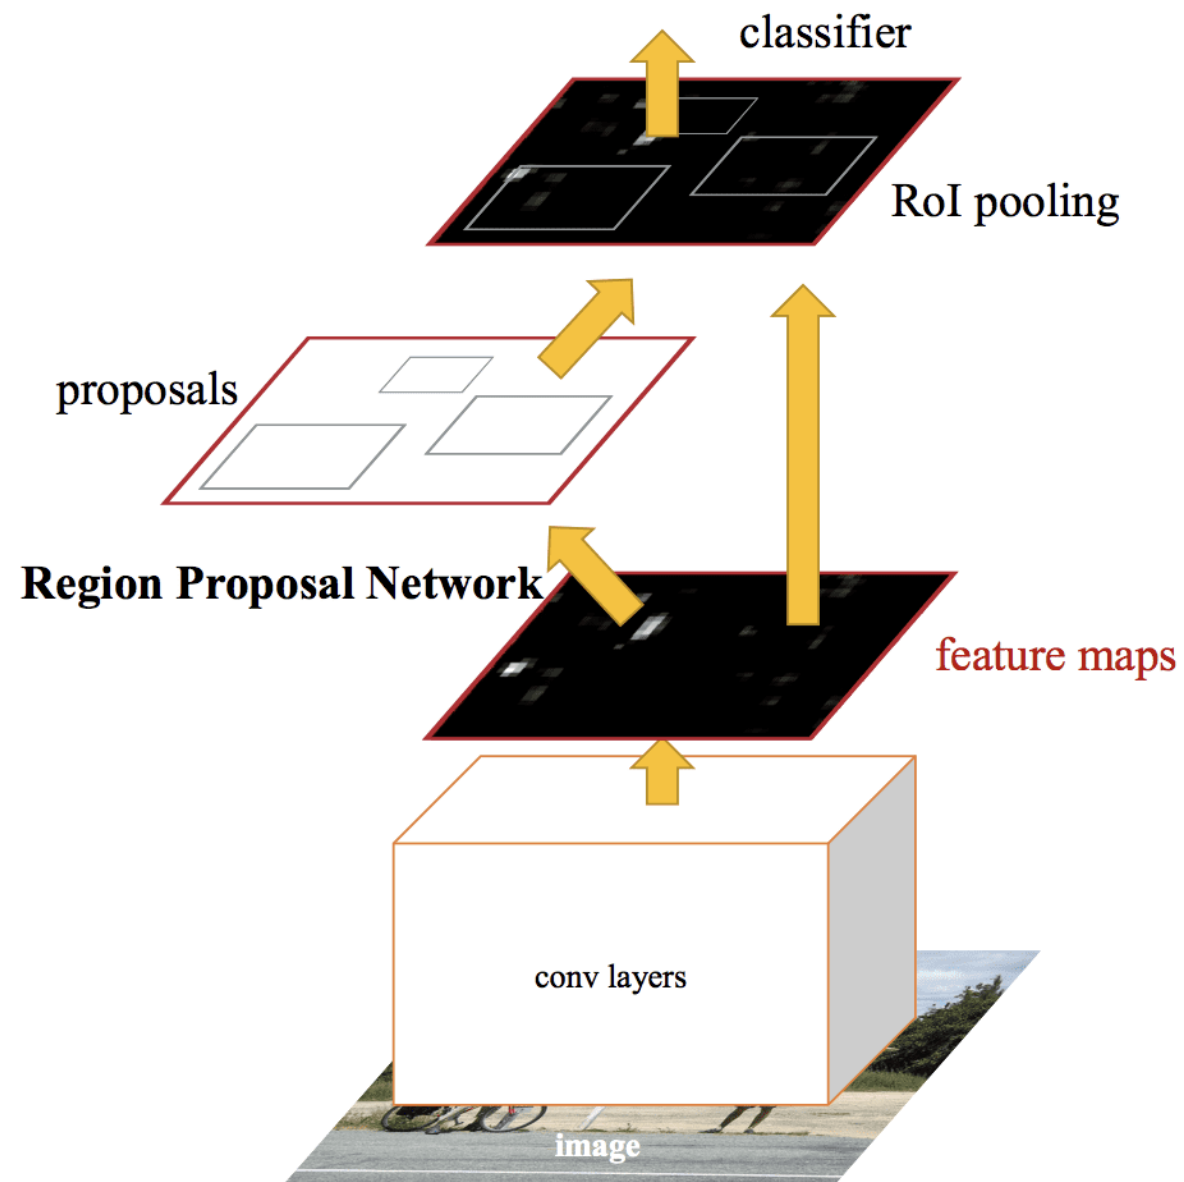 classifier
RoI pooling
proposals
Region Proposal Network
feature maps
conv layers
image